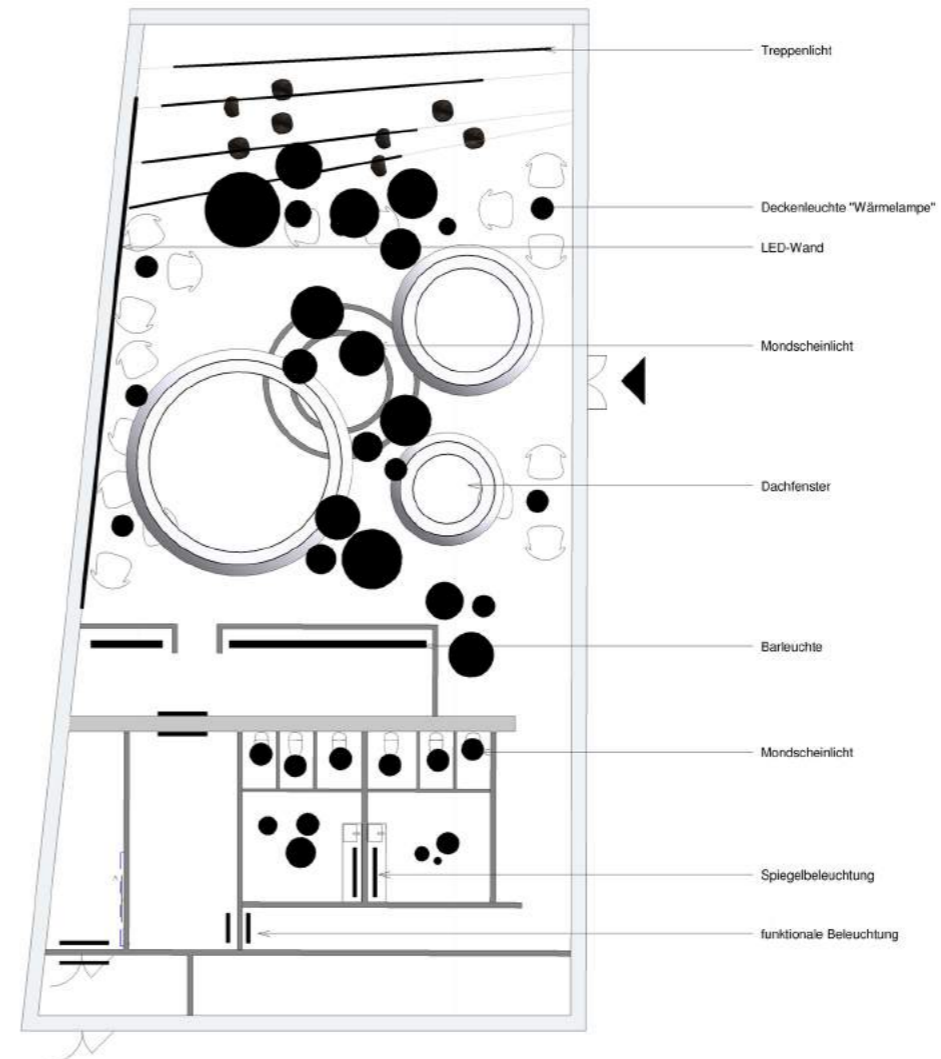 Treppenlicht
Deckenleuchte "Wärmelampe"
LED-Wand
Mondscheinlicht
Dachfenster
Barleuchte
Mondscheinlicht
Spiegelbeleuchtung
funktionale Beleuchtung